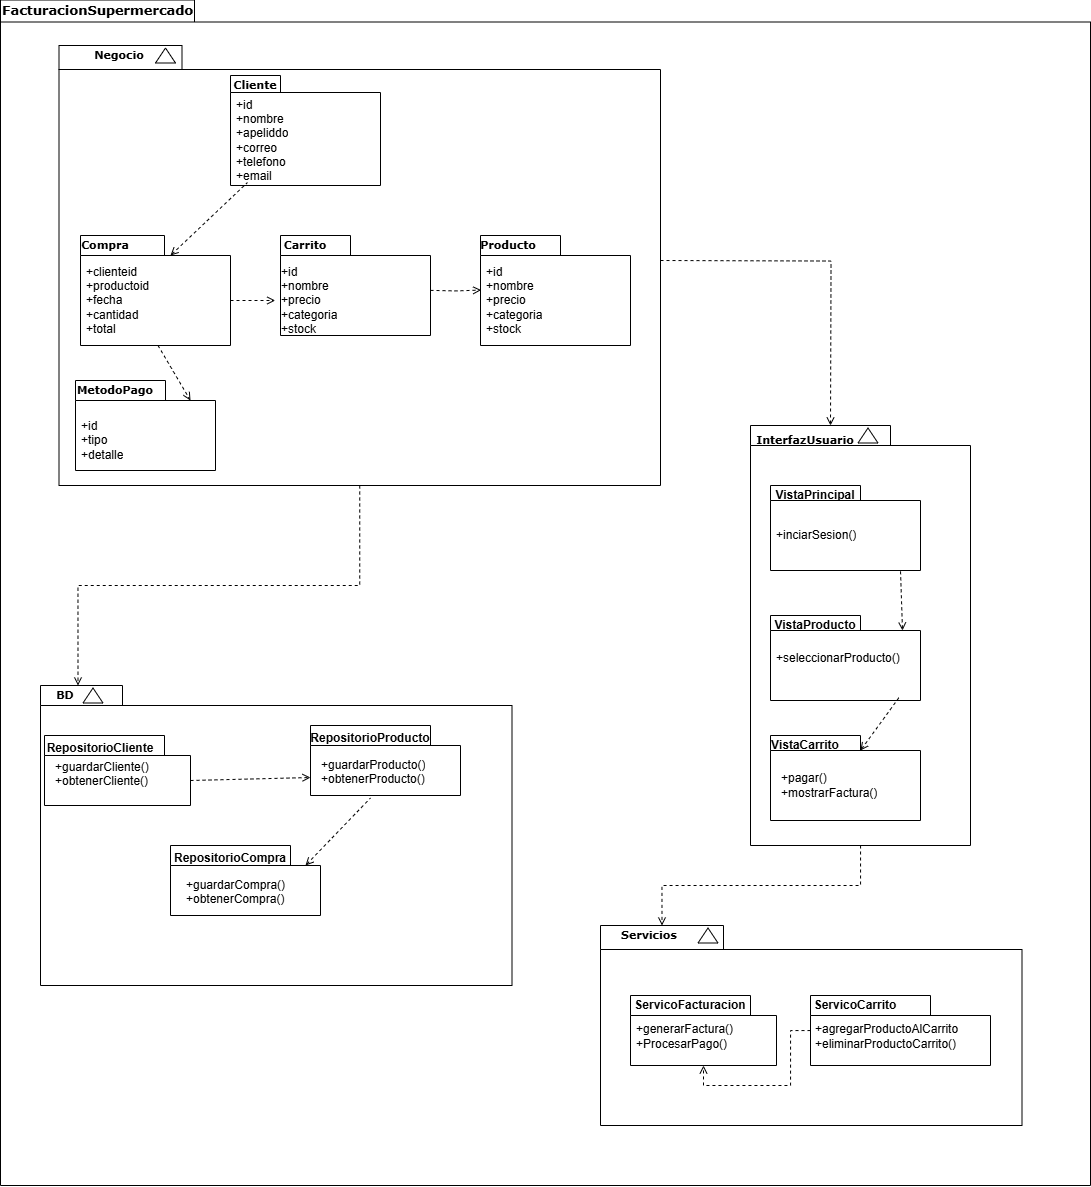 FacturacionSupermercado
Negocio
Cliente
+id
+nombre
+apeliddo
+correo
+telefono
+email
Compra
+clienteid
+productoid
+fecha
+cantidad
+total
Carrito
+id
+nombre
+precio
+categoria
+stock
Producto
+id
+nombre
+precio
+categoria
+stock
MetodoPago
+id
+tipo
+detalle
InterfazUsuario
VistaPrincipal
+inciarSesion()
VistaProducto
+seleccionarProducto()
VistaCarrito
+pagar()
+mostrarFactura()
BD
RepositorioCliente
+guardarCliente()
+obtenerCliente()
RepositorioProducto
+guardarProducto()
+obtenerProducto()
RepositorioCompra
+guardarCompra()
+obtenerCompra()
Servicios
ServicoFacturacion
+generarFactura()
+ProcesarPago()
ServicoCarrito
+agregarProductoAlCarrito
+eliminarProductoCarrito()